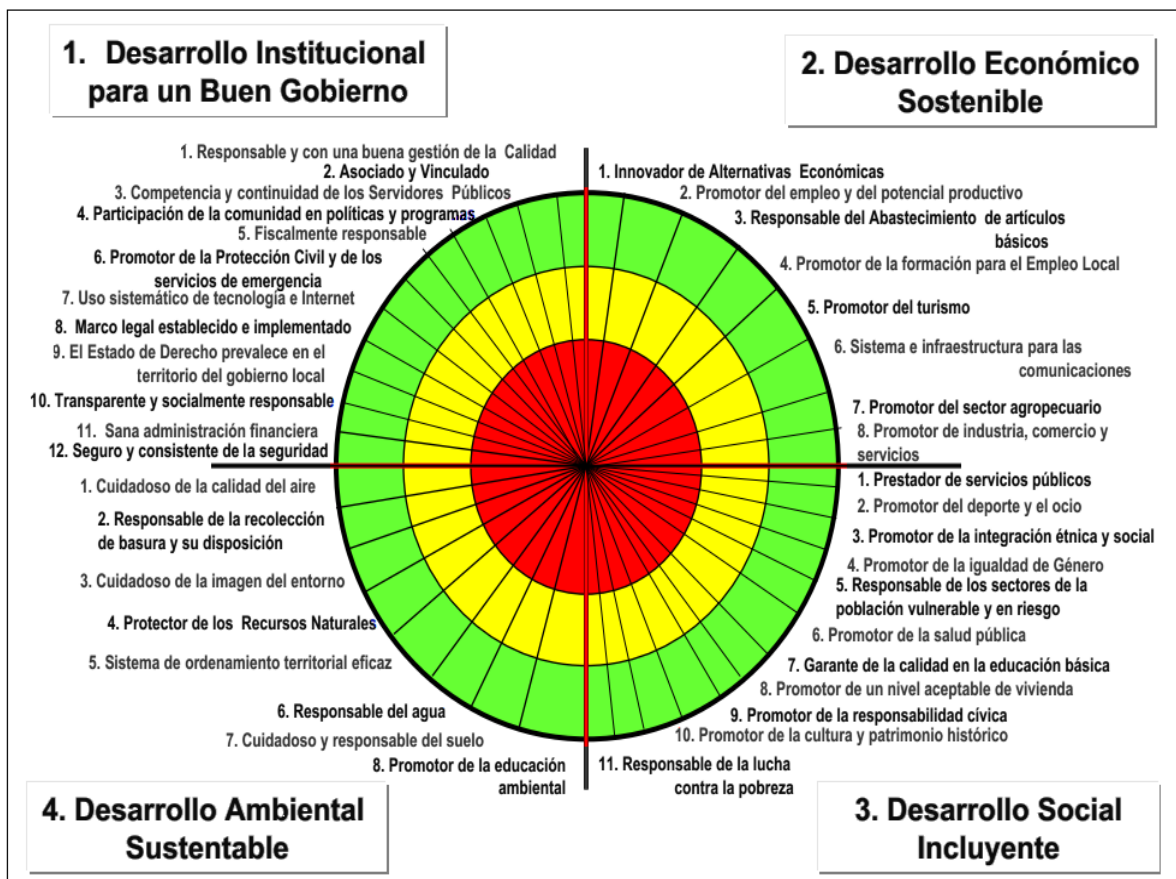 1. Desarrollo Institucional
para un Buen Gobierno
1. Responsable y con una buena gestión de la Calidad
2. Asociado y Vinculado
3. Competencia y continuidad de los Servidores Públicos
4. Participación de la comunidad en políticas y programas
5. Fiscalmente responsable
6. Promotor de la Protección Civil y de los
servicios de emergencia
7. Uso sistemático de tecnología e Internet
8. Marco legal establecido e implementado
9. El Estado de Derecho prevalece en el
territorio del gobierno local
10. Transparente y socialmente responsable
11. Sana administración financiera
12. Seguro y consistente de la seguridad
2. Desarrollo Económico
Sostenible
1. Innovador de Alternativas Económicas
2. Promotor del empleo y del potencial productivo
3. Responsable del Abastecimiento de artículos
básicos
4. Promotor de la formación para el Empleo Local
5. Promotor del turismo
6. Sistema e infraestructura para las
comunicaciones
7. Promotor del sector agropecuario
8. Promotor de industria, comercio y
servicios
1. Prestador de servicios públicos
2. Promotor del deporte y el ocio
3. Promotor de la integración étnica y social
4. Promotor de la igualdad de Género
5. Responsable de los sectores de la
población vulnerable y en riesgo
6. Promotor de la salud pública
7. Garante de la calidad en la educación básica
8. Promotor de un nivel aceptable de vivienda
9. Promotor de la responsabilidad cívica
10. Promotor de la cultura y patrimonio histórico
11. Responsable de la lucha
contra la pobreza
3. Desarrollo Social
Incluyente
1. Cuidadoso de la calidad del aire
2. Responsable de la recolección
de basura y su disposición
3. Cuidadoso de la imagen del entorno
4. Protector de los Recursos Naturales
5. Sistema de ordenamiento territorial eficaz
6. Responsable del agua
7. Cuidadoso y responsable del suelo
8. Promotor de la educación
ambiental
4. Desarrollo Ambiental
Sustentable